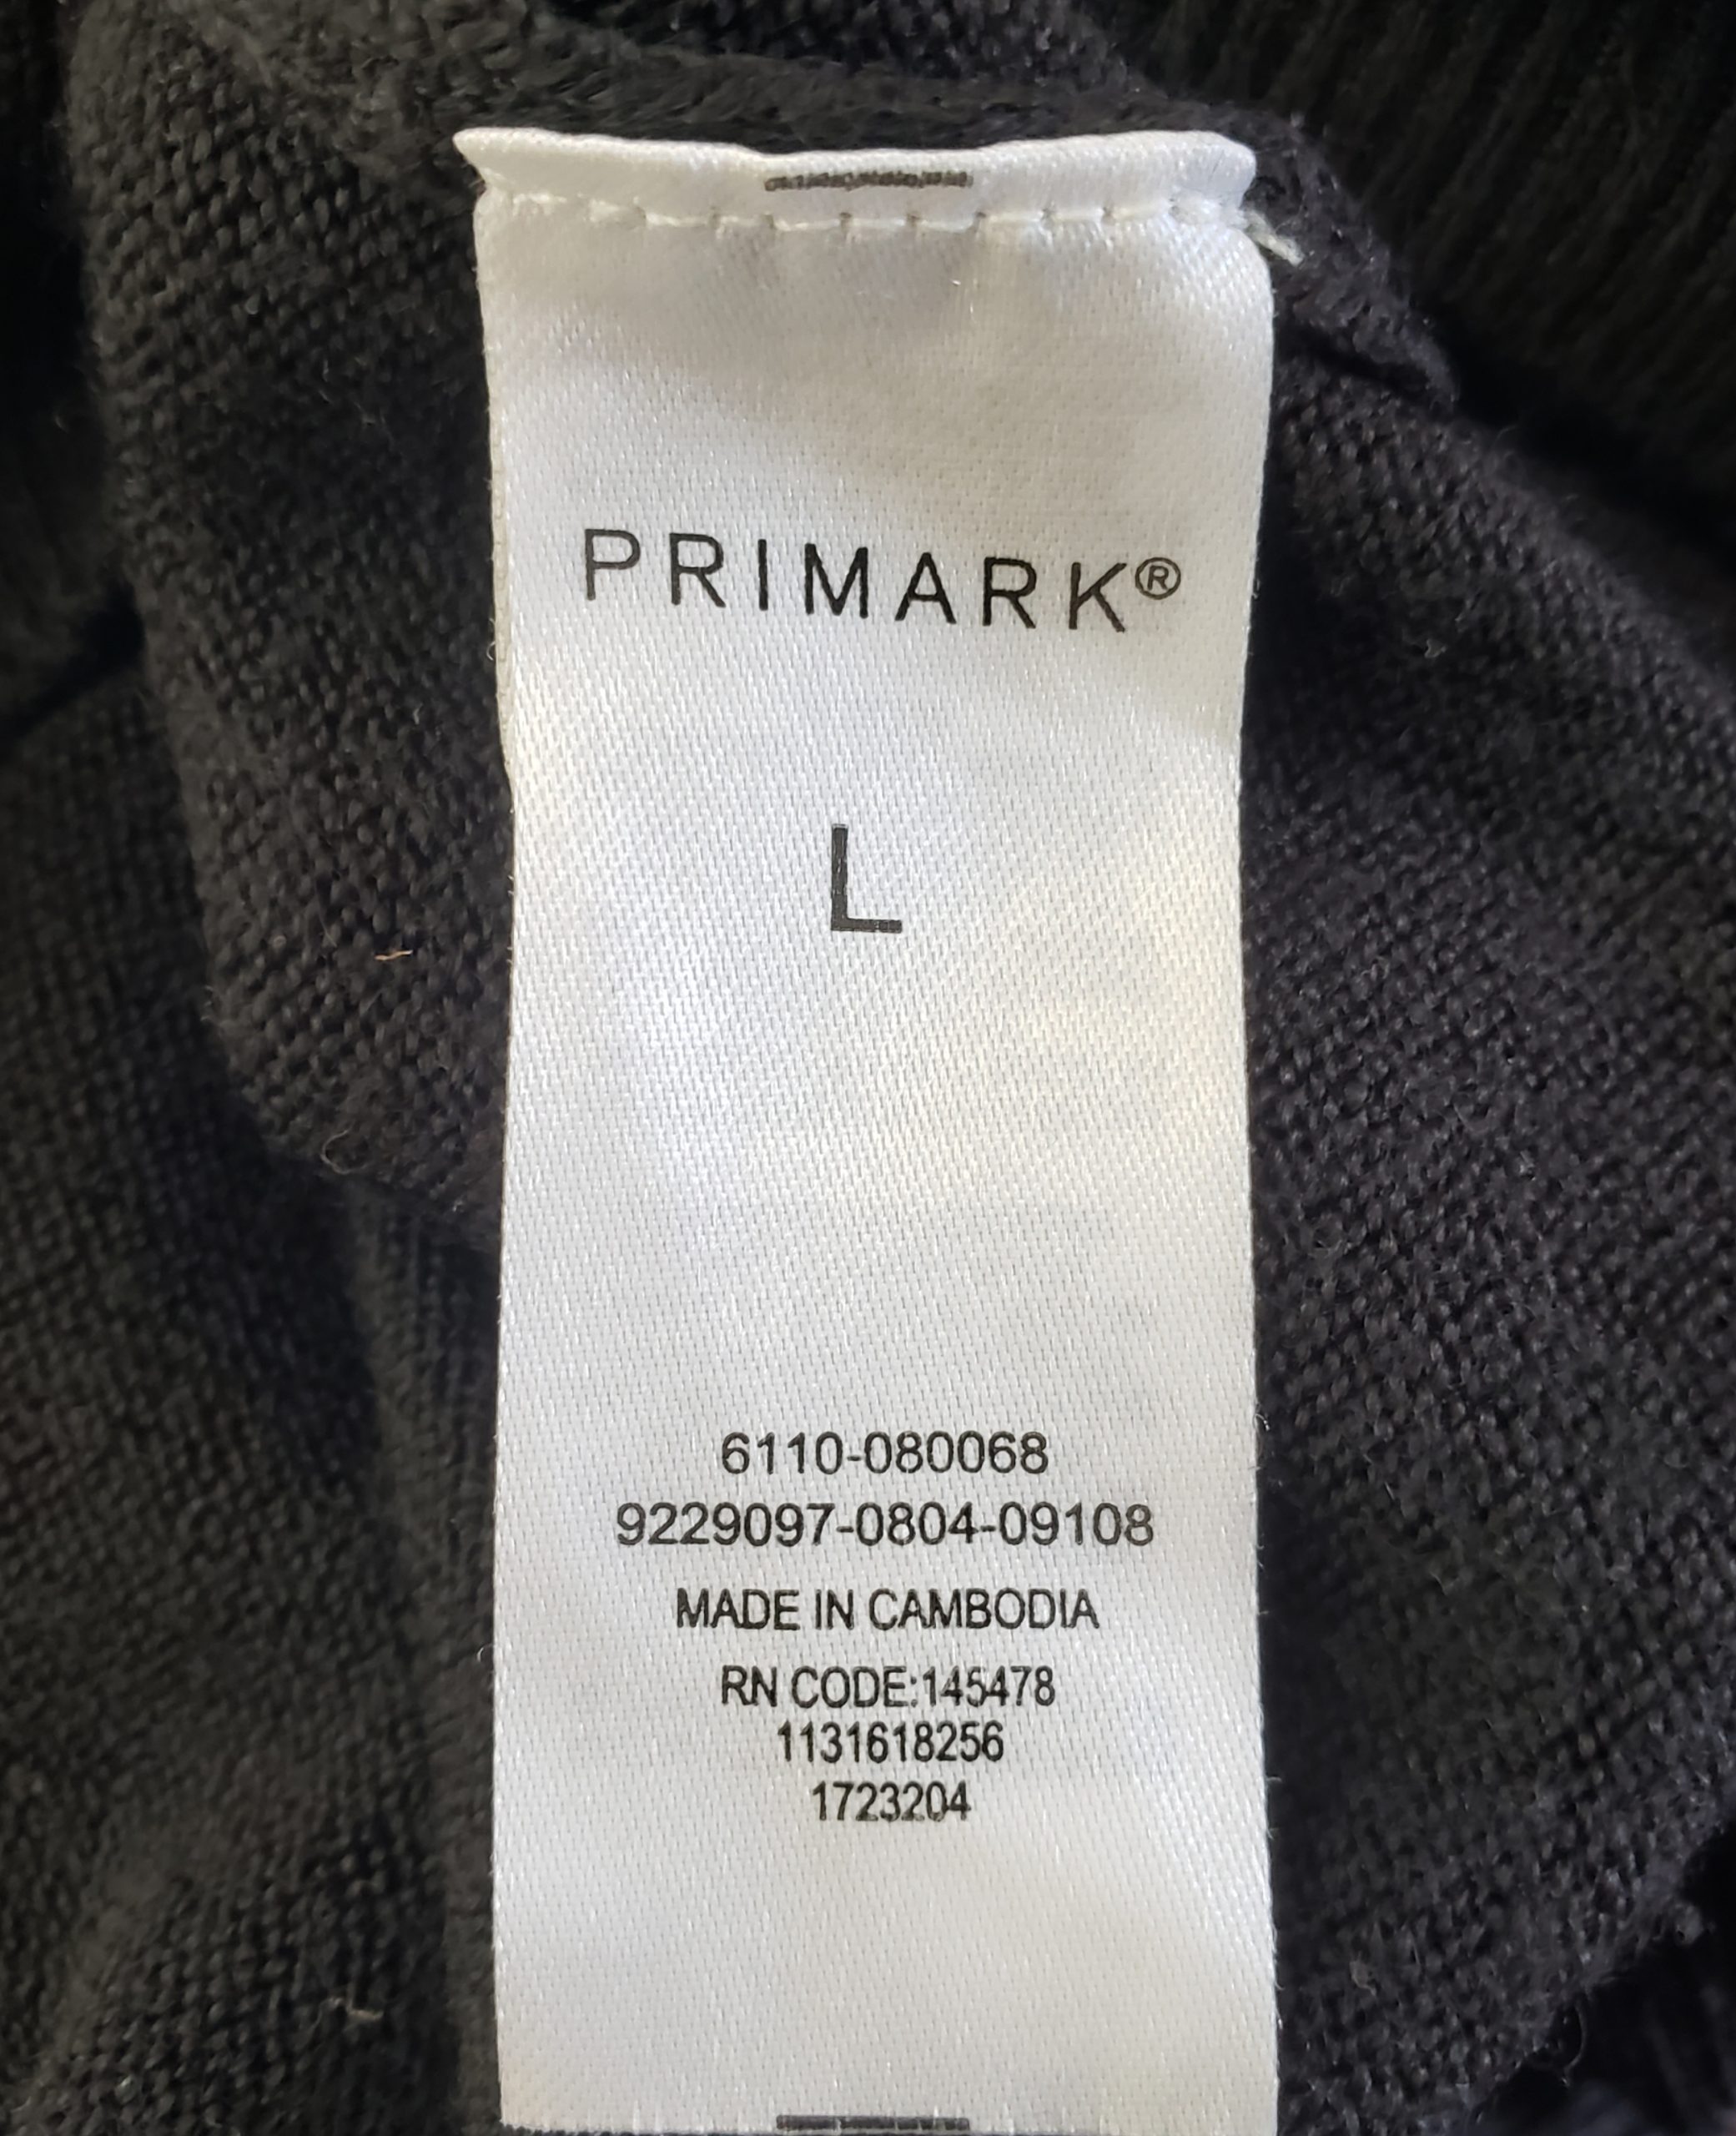 PRIMARK®
L
6110-080068
9229097-0804-09108
MADE IN CAMBODIA
RN CODE:145478
1131618256
1723204